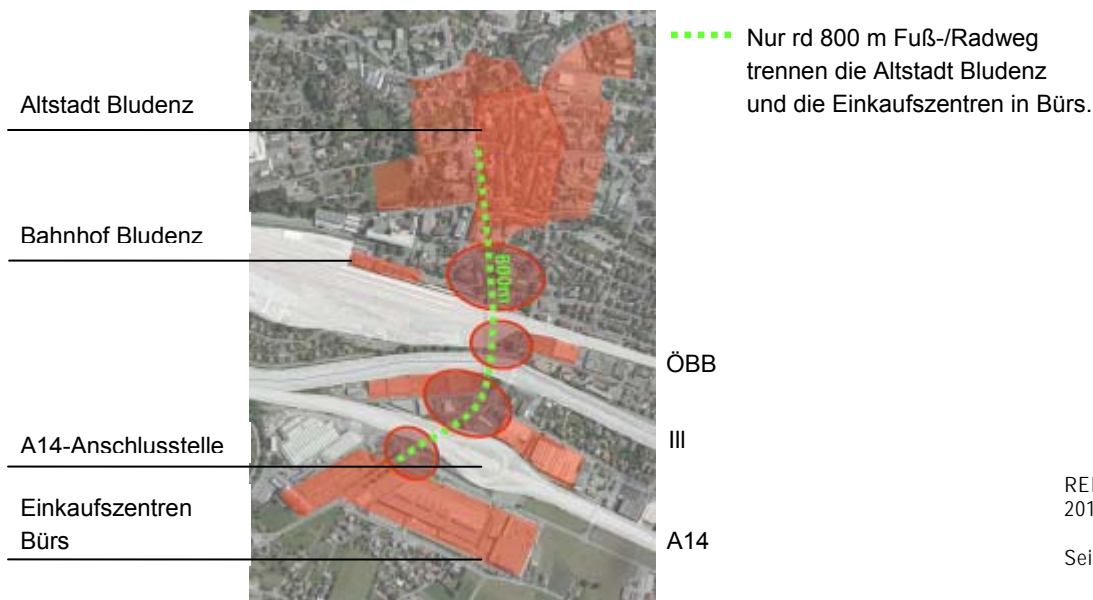 Nur rd 800 m Fuß-/Radweg
trennen die Altstadt Bludenz
und die Einkaufszentren in Bürs.
Altstadt Bludenz
Bahnhof Bludenz
800m
ÖBB
Ill
A14-Anschlusstelle
Einkaufszentren
Bürs
A14